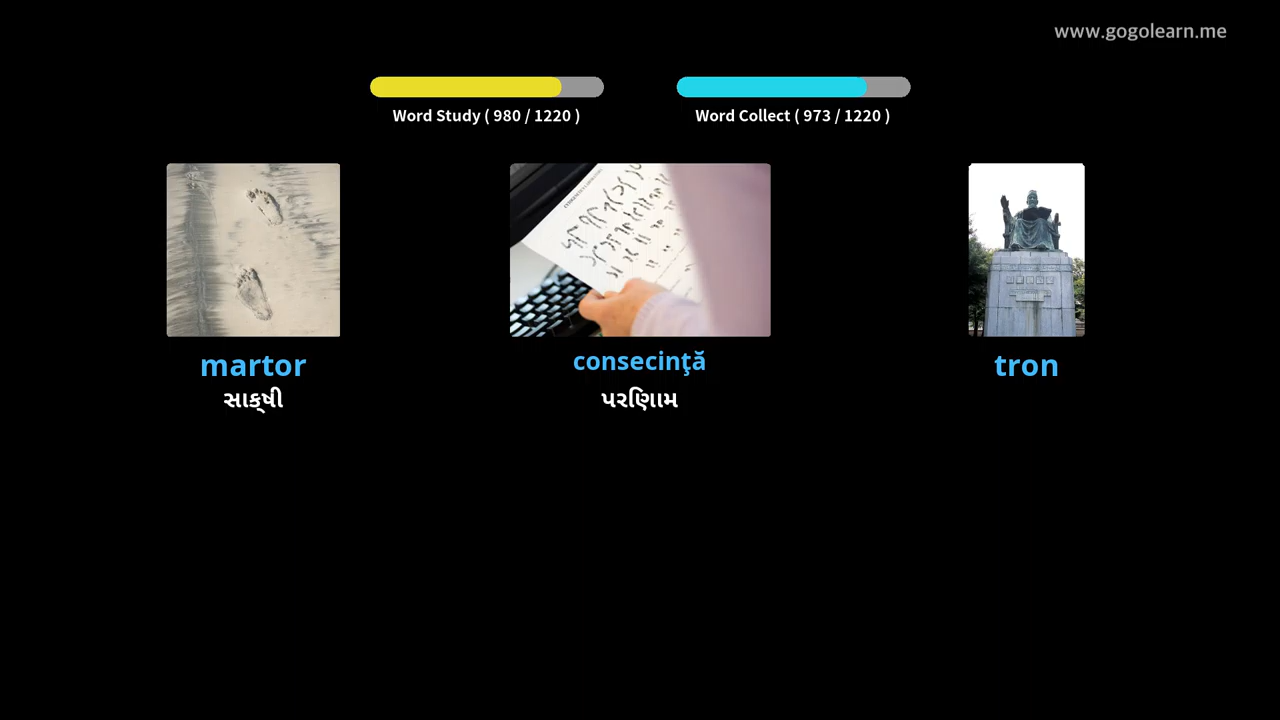 www.gogolearn.me
Word Study ( 980 / 1220 )
Word Collect ( 973 / 1220 )
martor
consecinţă
tron
સાક્ષી
પરિણામ